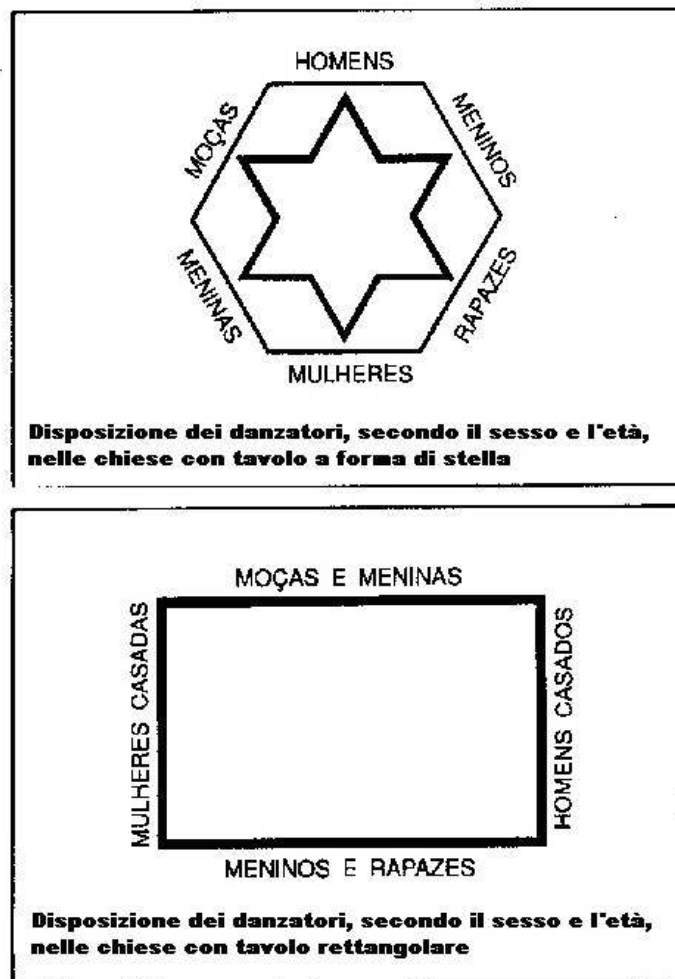 HOMENS
MOÇAS
MENINOS
MENINAS
RAPAZES
MULHERES
Disposizione dei danzatori, secondo il sesso e l'età,
nelle chiese con tavolo a forma di stella
MOÇAS E MENINAS
MULHERES CASADAS
HOMENS CASADOS
MENINOS E RAPAZES
Disposizione dei danzatori, secondo il sesso e l'età,
nelle chiese con tavolo rettangolare